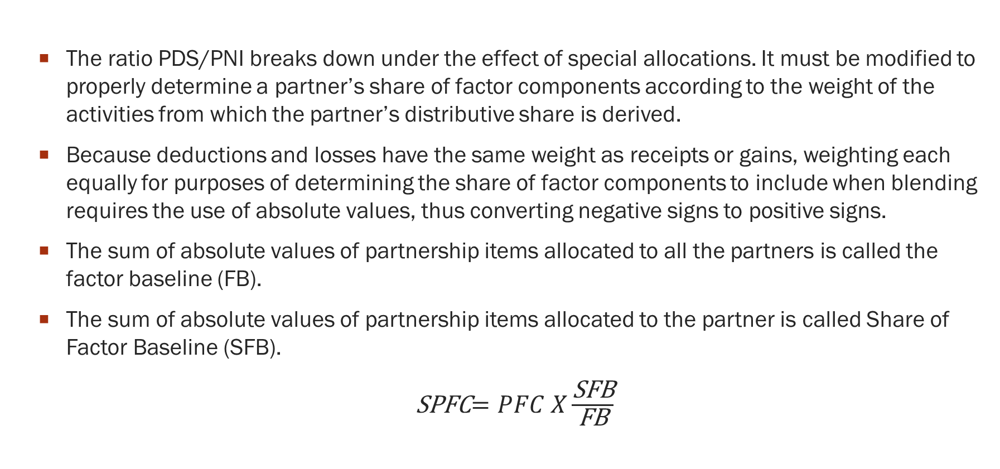 ▪ The ratio PDS/PNI breaks down under the effect of special allocations. It must be modified to
properly determine a partner’s share of factor components according to the weight of the
activities from which the partner’s distributive share is derived.
▪ Because deductions and losses have the same weight as receipts or gains, weighting each
equally for purposes of determining the share of factor components to include when blending
requires the use of absolute values, thus converting negative signs to positive signs.
▪ The sum of absolute values of partnership items allocated to all the partners is called the
factor baseline (FB).
▪ The sum of absolute values of partnership items allocated to the partner is called Share of
Factor Baseline (SFB).
SPFC= PFC X SFB/FB